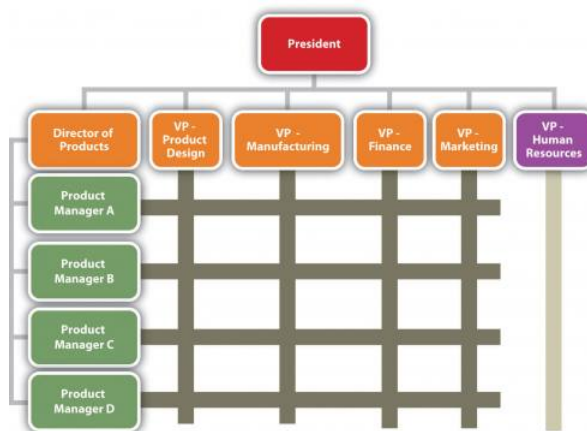 President
Director of
Products
VP -
Product
Design
VP -
Manufacturing
VP -
Finance
VP -
Marketing
VP -
Human
Resources
Product
Manager A
Product
Manager B
Product
Manager C
Product
Manager D